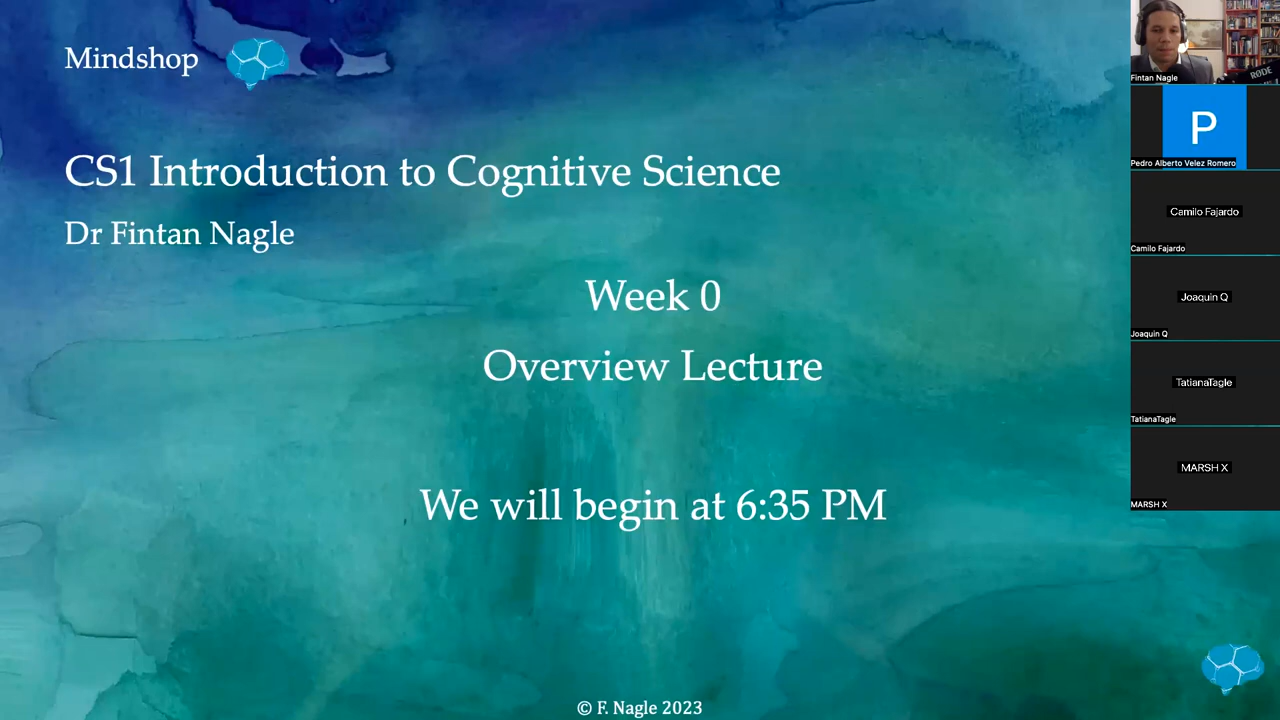 Mindshop
CS1 Introduction to Cognitive Science
Dr Fintan Nagle
Week 0
Overview Lecture
We will begin at 6:35 PM
© F. Nagle 2023
RØDE
Fintan Nagle
P
Pedro Alberto Velez Romero
Camilo Fajardo
Camilo Fajardo
Joaquin Q
Joaquin Q
TatianaTagle
TatianaTagle
MARSH X
MARSH X